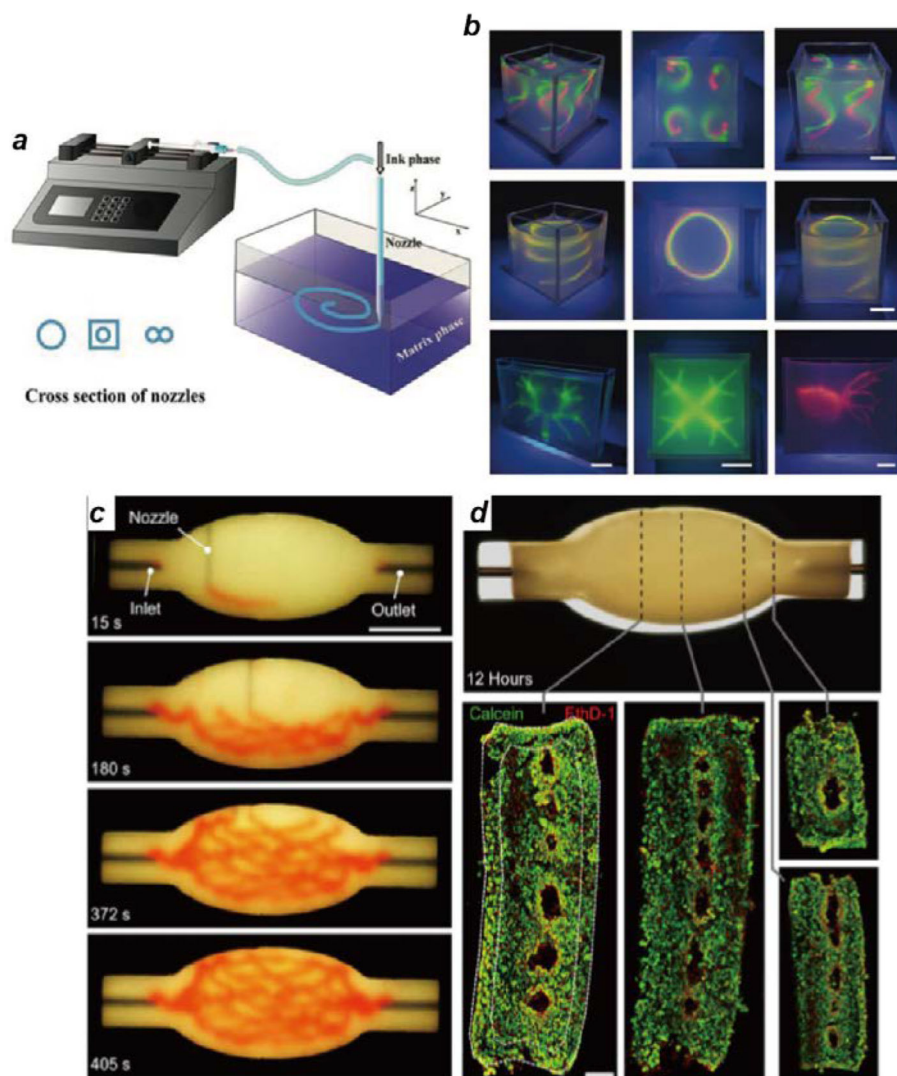 a
Ink phase
z
y
x
Nozzle
Matrix phase
Cross section of nozzles
b
c
Nozzle
Inlet
Outlet
15 s
180 s
372 s
405 s
d
12 Hours
Calcein
EthD-1